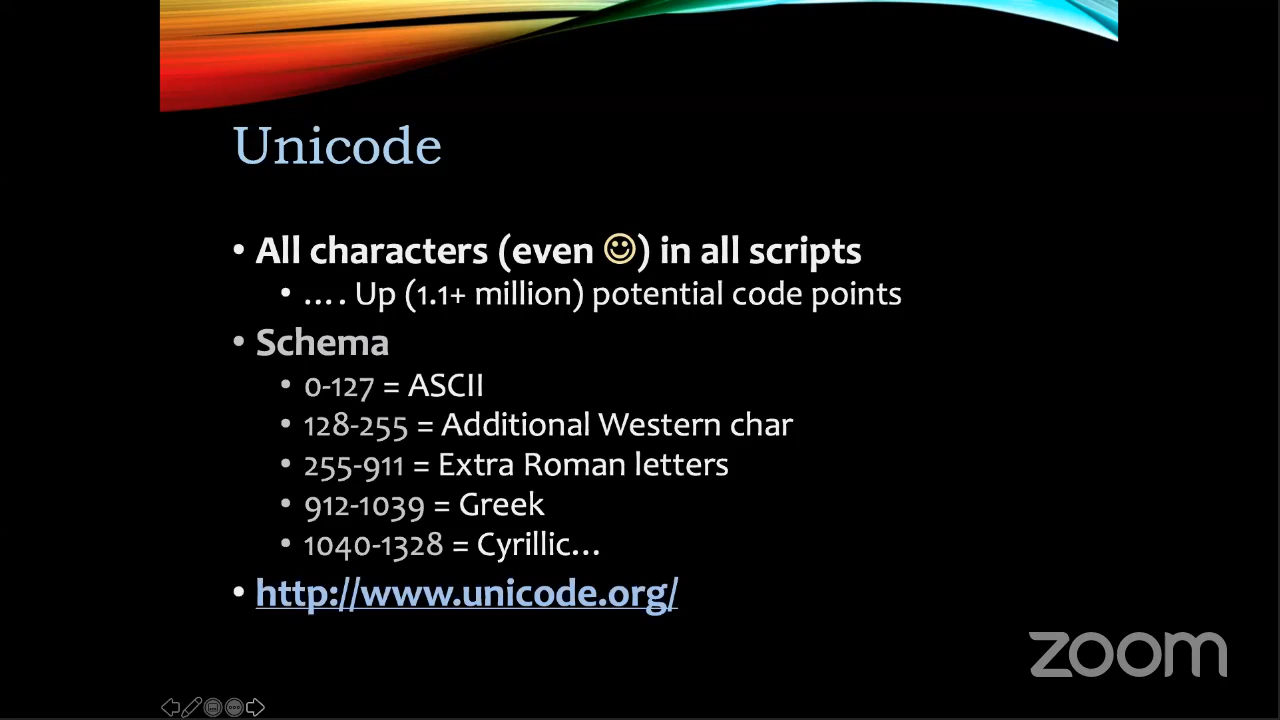 Unicode
• All characters (even ☺) in all scripts
• …. Up (1.1+ million) potential code points
• Schema
• 0-127 = ASCII
• 128-255 = Additional Western char
• 255-911 = Extra Roman letters
• 912-1039 = Greek
• 1040-1328 = Cyrillic…
• http://www.unicode.org/
zoom